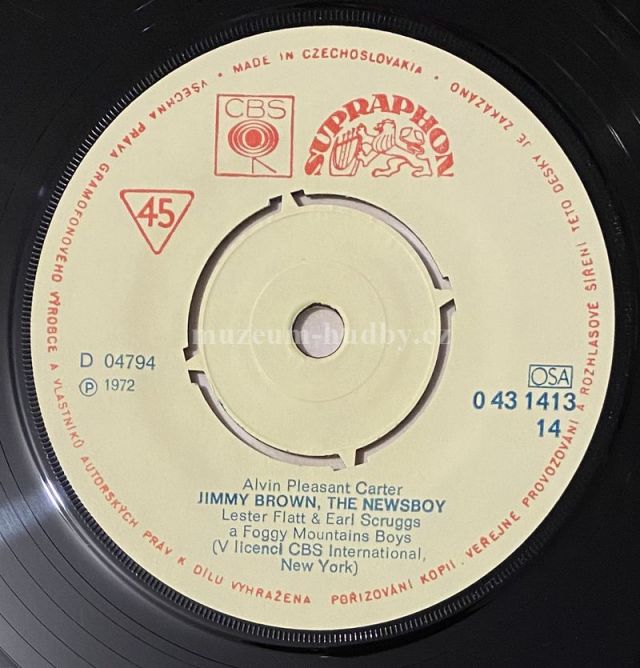 VŠECHNA PRÁVA GRAMOFONOVÉHO VÝROBCE A VLASTNÍKŮ AUTORSKÝCH PRÁV K DÍLU VYHRAŽENA
POŘIZOVÁNÍ KOPIÍ. VEŘEJNÉ PROVOZOVÁNÍ A ROZHLASOVÉ ŠÍŘENÍ TÉTO DESKY JE ZAKÁZÁNO
• MADE IN CZECHOSLOVAKIA •
CBS
SUPRAPHON
45
muzeum-hudby.cz
D 04794
Ⓟ 1972
OSA
0 43 1413
14
Alvin Pleasant Carter
JIMMY BROWN, THE NEWSBOY
Lester Flatt & Earl Scruggs
a Foggy Mountains Boys
(V licenci CBS International,
New York)